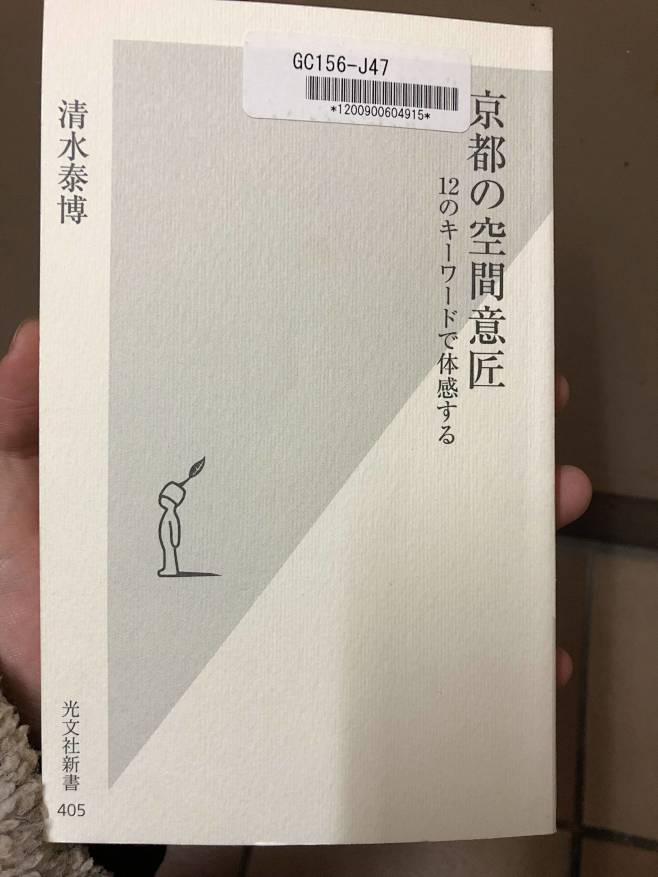 GC156-J47
*1200900604915*
京都の空間意匠
12のキーワードで体感する
清水泰博
光文社新書
405